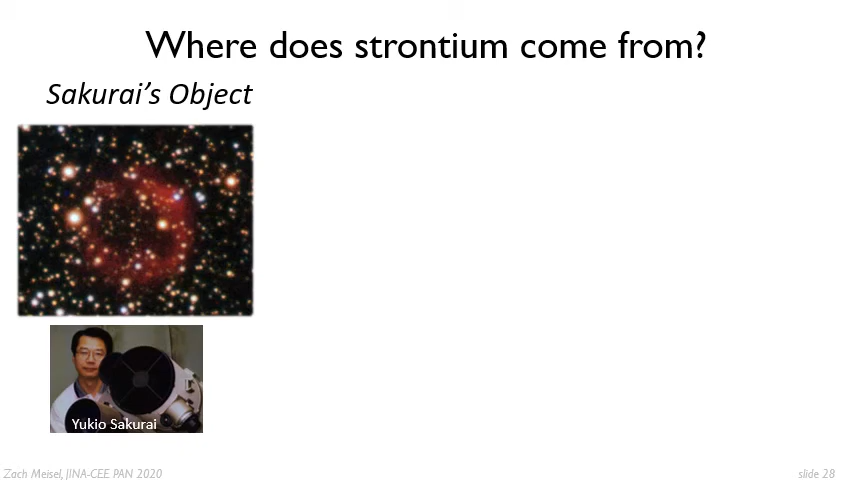 Where does strontium come from?
Sakurai's Object
Yukio Sakurai
Zach Meisel, JINA-CEE PAN 2020
slide 28